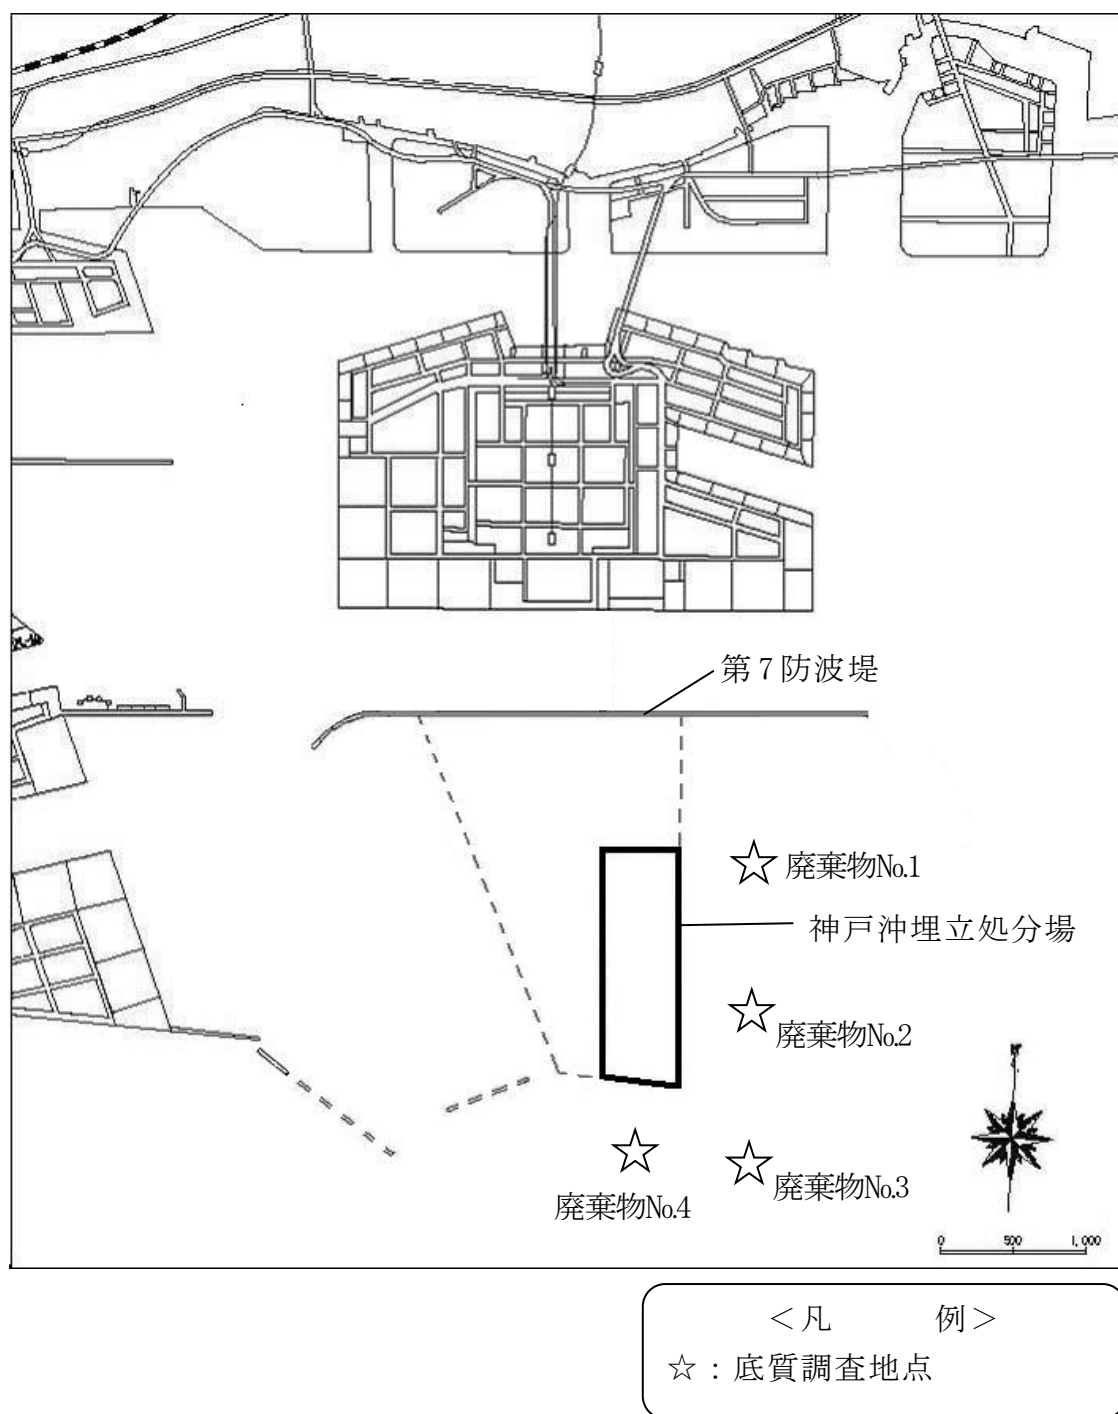 第7防波堤
廃棄物No.1
神戸沖埋立処分場
廃棄物No.2
廃棄物No.3
廃棄物No.4
N
0 500 1,000
<凡 例>
☆:底質調査地点